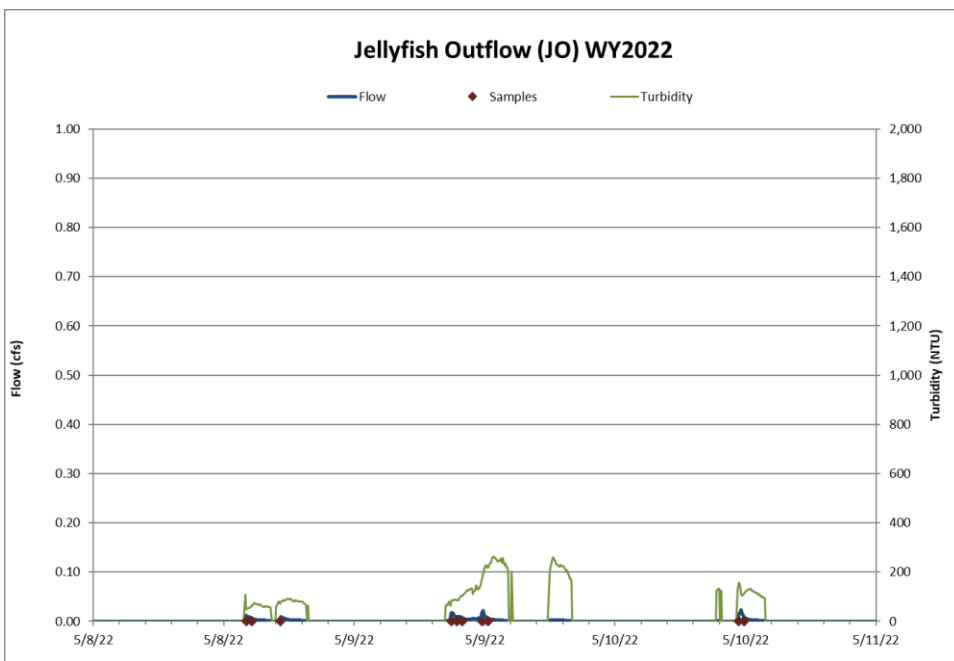 Jellyfish Outflow (JO) WY2022
Flow Samples Turbidity
1.00 2,000
0.90 1,800
0.80 1,600
0.70 1,400
0.60 1,200
0.50 1,000
0.40 800
0.30 600
0.20 400
0.10 200
0.00 0
Flow (cfs)
Turbidity (NTU)
5/8/22 5/8/22 5/9/22 5/9/22 5/10/22 5/10/22 5/11/22